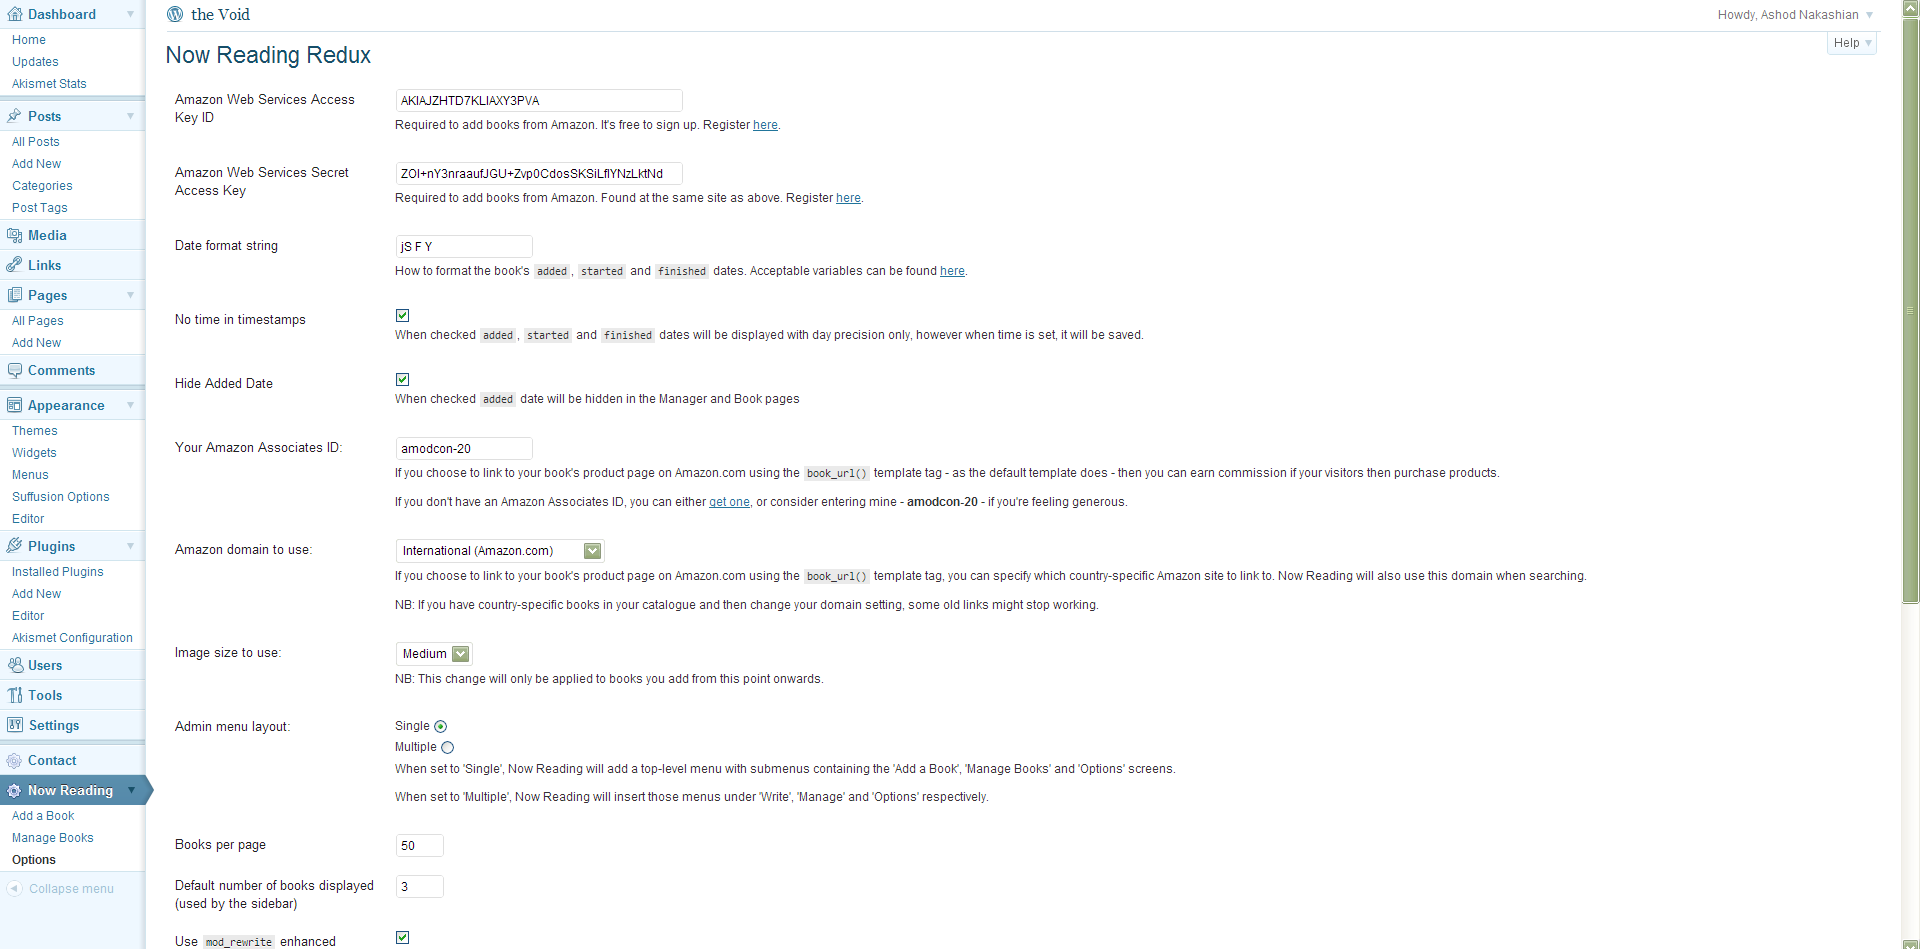 Dashboard
Home
Updates
Akismet Stats
Posts
All Posts
Add New
Categories
Post Tags
Media
Links
Pages
All Pages
Add New
Comments
Appearance
Themes
Widgets
Menus
Suffusion Options
Editor
Plugins
Installed Plugins
Add New
Editor
Akismet Configuration
Users
Tools
Settings
Contact
Now Reading
Add a Book
Manage Books
Options
Collapse menu
the Void
Howdy, Ashod Nakashian
Help
Now Reading Redux
Amazon Web Services Access
Key ID
AKIAJZHTD7KLIAXY3PVA
Required to add books from Amazon. It's free to sign up. Register here.
Amazon Web Services Secret
Access Key
Required to add books from Amazon. Found at the same site as above. Register here.
Date format string
jS F Y
How to format the book's added, started and finished dates. Acceptable variables can be found here.
No time in timestamps
When checked added, started and finished dates will be displayed with day precision only, however when time is set, it will be saved.
Hide Added Date
When checked added date will be hidden in the Manager and Book pages
Your Amazon Associates ID:
amodcon-20
If you choose to link to your book's product page on Amazon.com using the book_url() template tag - as the default template does - then you can earn commission if your visitors then purchase products.
If you don't have an Amazon Associates ID, you can either get one, or consider entering mine - amodcon-20 - if you're feeling generous.
Amazon domain to use:
International (Amazon.com)
If you choose to link to your book's product page on Amazon.com using the book_url() template tag, you can specify which country-specific Amazon site to link to. Now Reading will also use this domain when searching.
NB: If you have country-specific books in your catalogue and then change your domain setting, some old links might stop working.
Image size to use:
Medium
NB: This change will only be applied to books you add from this point onwards.
Admin menu layout:
Single
Multiple
When set to 'Single', Now Reading will add a top-level menu with submenus containing the 'Add a Book', 'Manage Books' and 'Options' screens.
When set to 'Multiple', Now Reading will insert those menus under 'Write', 'Manage' and 'Options' respectively.
Books per page
50
Default number of books displayed
(used by the sidebar)
3
Use mod_rewrite enhanced